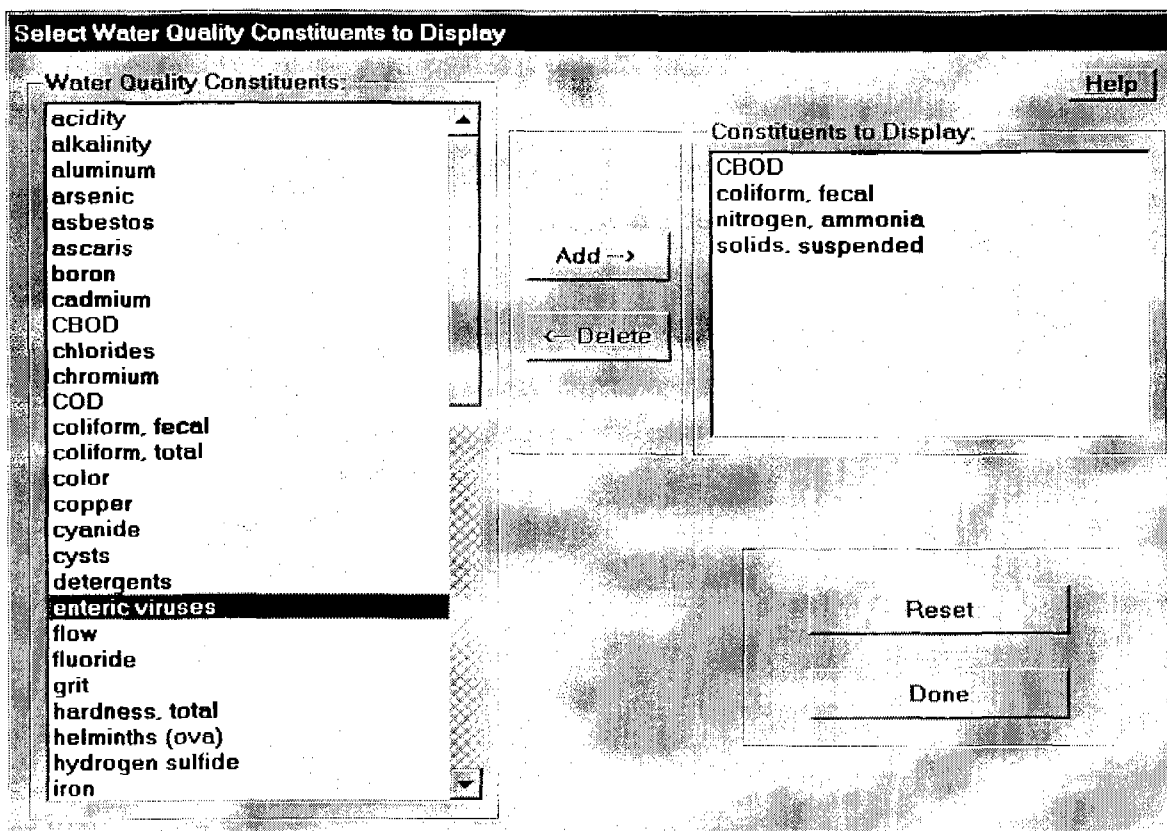 Select Water Quality Constituents to Display
Water Quality Constituents:
Help
acidity
alkalinity
aluminum
arsenic
asbestos
ascaris
boron
cadmium
CBOD
chlorides
chromium
COD
coliform, fecal
coliform, total
color
copper
cyanide
cysts
detergents
enteric viruses
flow
fluoride
grit
hardness, total
helminths (ova)
hydrogen sulfide
iron
Add -->
<-- Delete
Constituents to Display:
CBOD
coliform, fecal
nitrogen, ammonia
solids, suspended
Reset
Done